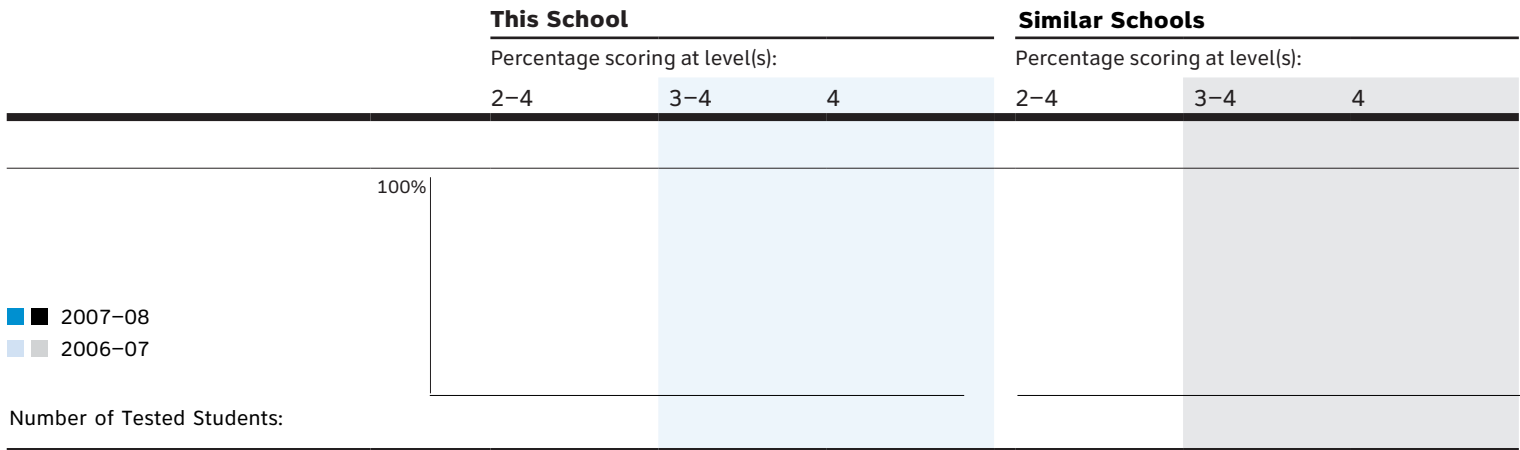 This School Similar Schools
Percentage scoring at level(s): Percentage scoring at level(s):
2–4 3–4 4 2–4 3–4 4
100%
2007–08
2006–07
Number of Tested Students: